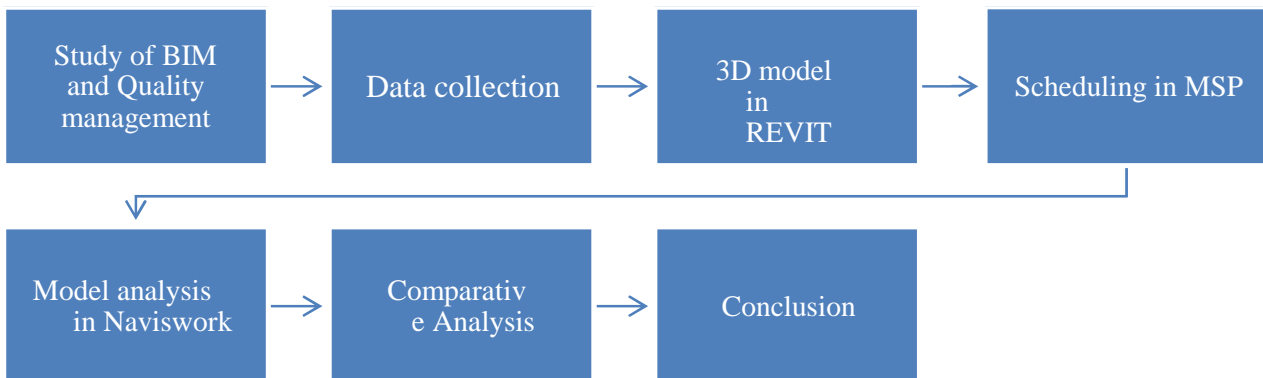 Study of BIM
and Quality
management
Data collection
3D model
in
REVIT
Scheduling in MSP
Model analysis
in Naviswork
Comparativ
e Analysis
Conclusion